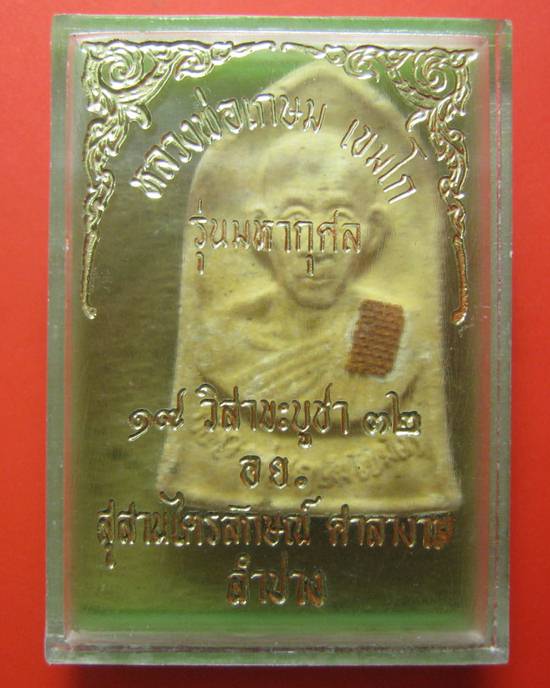 หลวงพ่อเกษม เขมโก
รุ่นมหากุศล
๑๙ วิสาขะบูชา ๓๒
อ ย.
สุสานไตรลักษณ์ ศาลาวาส
ลำปาง